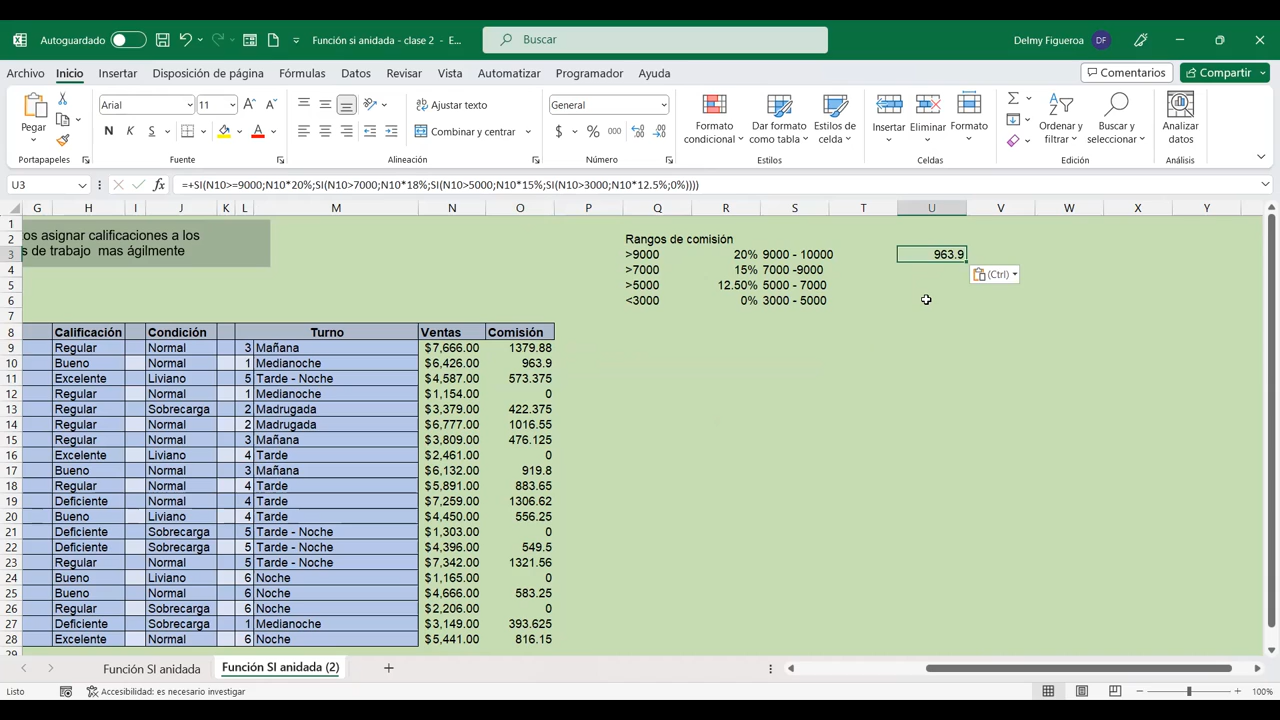 Autoguardado
Función si anidada - clase 2 - E...
Buscar
Delmy Figueroa
DF
Archivo Inicio Insertar Disposición de página Fórmulas Datos Revisar Vista Automatizar Programador Ayuda
Comentarios
Compartir
Pegar
Portapapeles
Arial 11
N K S
Fuente
Ajustar texto
Combinar y centrar
Alineación
General
$ % 000
Número
Formato condicional
Dar formato como tabla
Estilos de celda
Estilos
Insertar
Eliminar
Formato
Celdas
Ordenar y filtrar
Buscar y seleccionar
Edición
Analizar datos
Análisis
U3 fx =+SI(N10>=9000;N10*20%;SI(N10>7000;N10*18%;SI(N10>5000;N10*15%;SI(N10>3000;N10*12.5%;0%))))
G H I J K L M N O P Q R S T U V W X Y
1
os asignar calificaciones a los
2 Rangos de comisión
s de trabajo mas ágilmente
3 >9000 20% 9000 - 10000 963.9
4 >7000 15% 7000 -9000
(Ctrl)
5 >5000 12.50% 5000 - 7000
6 <3000 0% 3000 - 5000
7
8 Calificación Condición Turno Ventas Comisión
9 Regular Normal 3 Mañana $7,666.00 1379.88
10 Bueno Normal 1 Medianoche $6,426.00 963.9
11 Excelente Liviano 5 Tarde - Noche $4,587.00 573.375
12 Regular Normal 1 Medianoche $1,154.00 0
13 Regular Sobrecarga 2 Madrugada $3,379.00 422.375
14 Regular Normal 2 Madrugada $6,777.00 1016.55
15 Regular Normal 3 Mañana $3,809.00 476.125
16 Excelente Liviano 4 Tarde $2,461.00 0
17 Bueno Normal 3 Mañana $6,132.00 919.8
18 Regular Normal 4 Tarde $5,891.00 883.65
19 Deficiente Normal 4 Tarde $7,259.00 1306.62
20 Bueno Liviano 4 Tarde $4,450.00 556.25
21 Deficiente Sobrecarga 5 Tarde - Noche $1,303.00 0
22 Deficiente Sobrecarga 5 Tarde - Noche $4,396.00 549.5
23 Regular Normal 5 Tarde - Noche $7,342.00 1321.56
24 Bueno Liviano 6 Noche $1,165.00 0
25 Bueno Normal 6 Noche $4,666.00 583.25
26 Regular Sobrecarga 6 Noche $2,206.00 0
27 Deficiente Sobrecarga 1 Medianoche $3,149.00 393.625
28 Excelente Normal 6 Noche $5,441.00 816.15
29
Función SI anidada
Función SI anidada (2)
Listo
Accesibilidad: es necesario investigar
100%